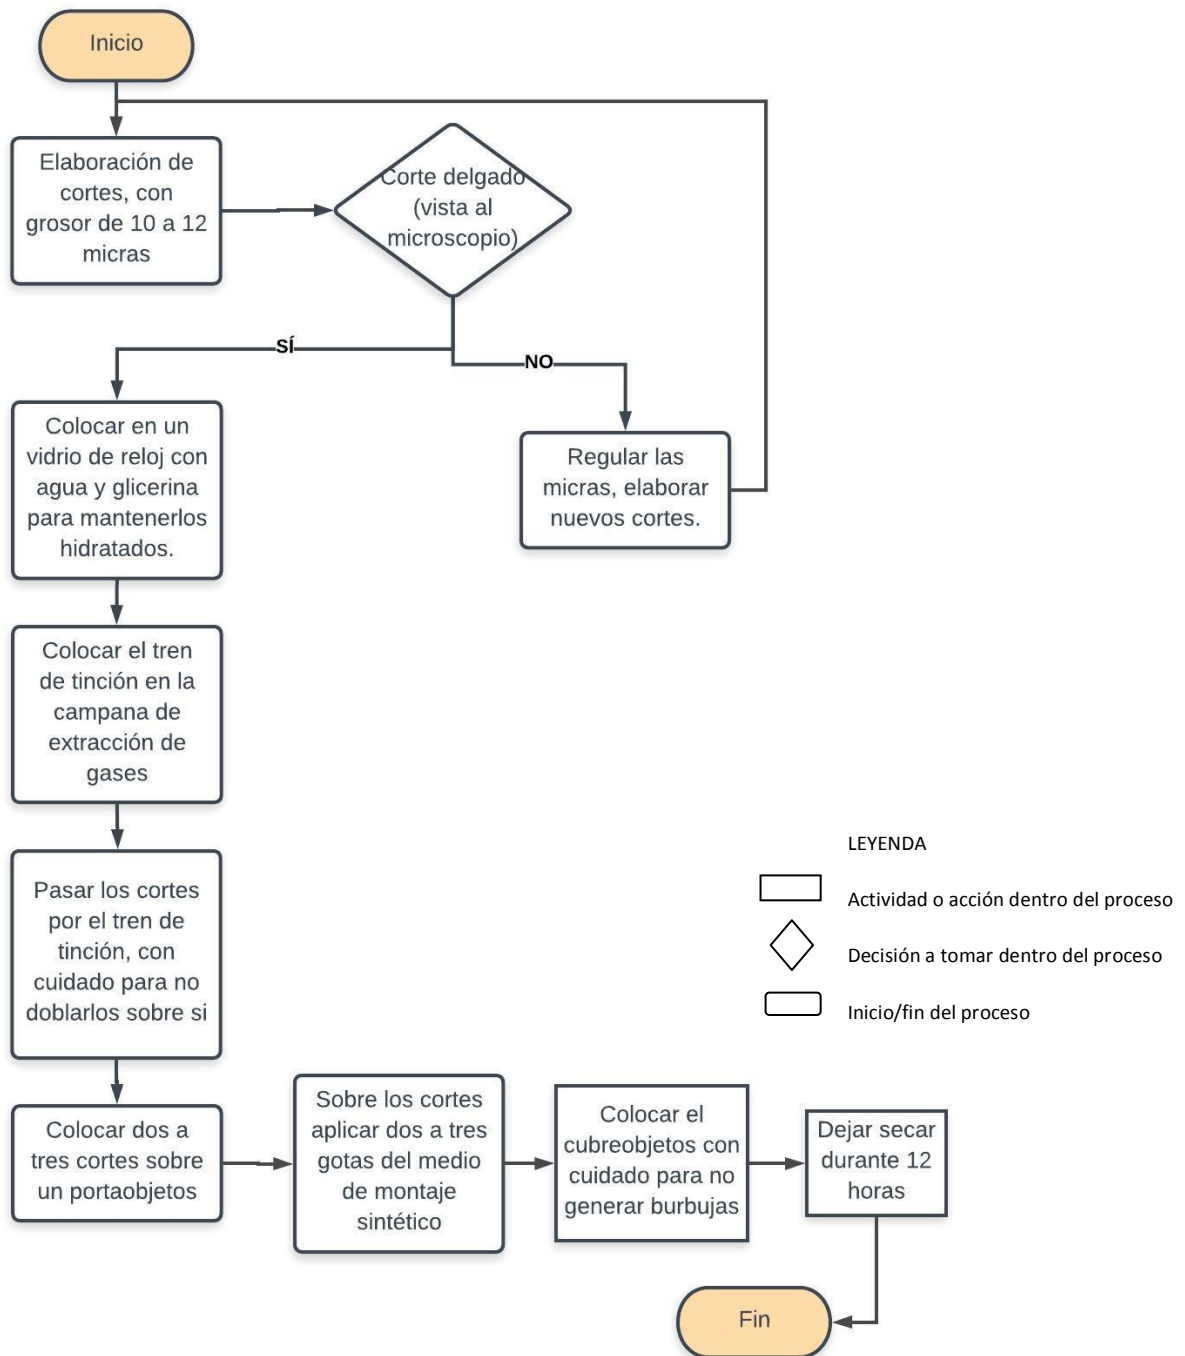 Inicio
Elaboración de
cortes, con
grosor de 10 a 12
micras
Corte delgado
(vista al
microscopio)
SÍ
NO
Colocar en un
vidrio de reloj con
agua y glicerina
para mantenerlos
hidratados.
Regular las
micras, elaborar
nuevos cortes.
Colocar el tren
de tinción en la
campana de
extracción de
gases
Pasar los cortes
por el tren de
tinción, con
cuidado para no
doblarlos sobre si
LEYENDA
Actividad o acción dentro del proceso
Decisión a tomar dentro del proceso
Inicio/fin del proceso
Colocar dos a
tres cortes sobre
un portaobjetos
Sobre los cortes
aplicar dos a tres
gotas del medio
de montaje
sintético
Colocar el
cubreobjetos con
cuidado para no
generar burbujas
Dejar secar
durante 12
horas
Fin